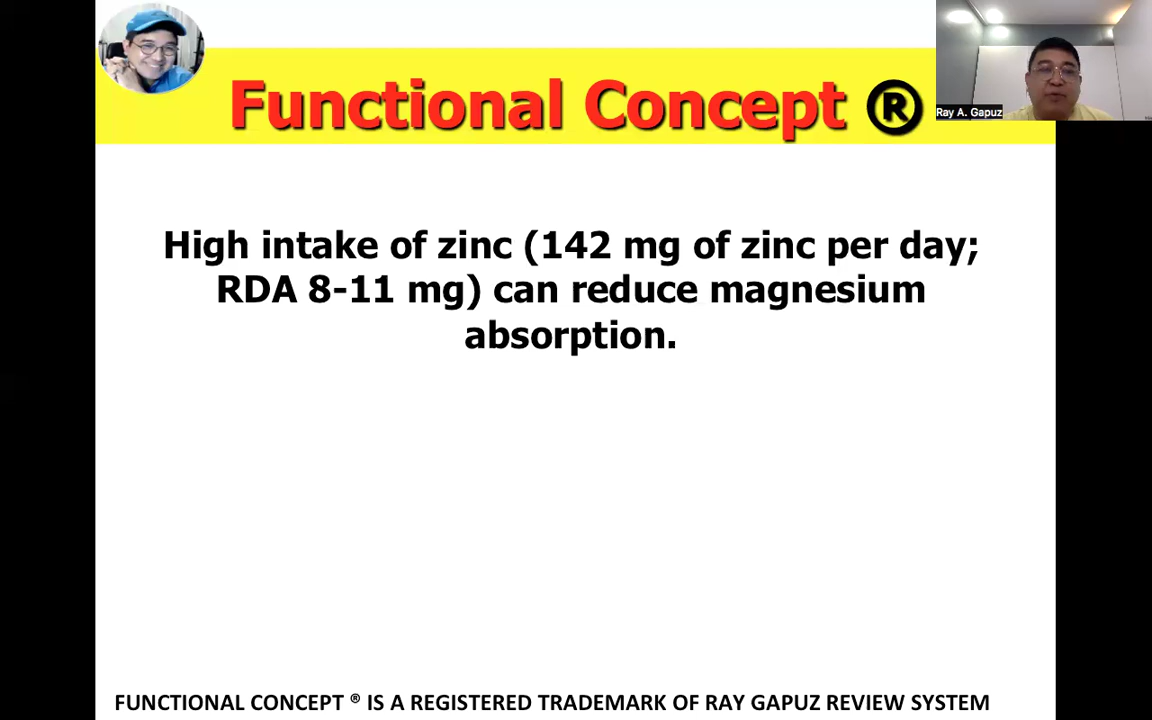 Functional Concept ®
Ray A. Gapuz
High intake of zinc (142 mg of zinc per day;
RDA 8-11 mg) can reduce magnesium
absorption.
FUNCTIONAL CONCEPT ® IS A REGISTERED TRADEMARK OF RAY GAPUZ REVIEW SYSTEM